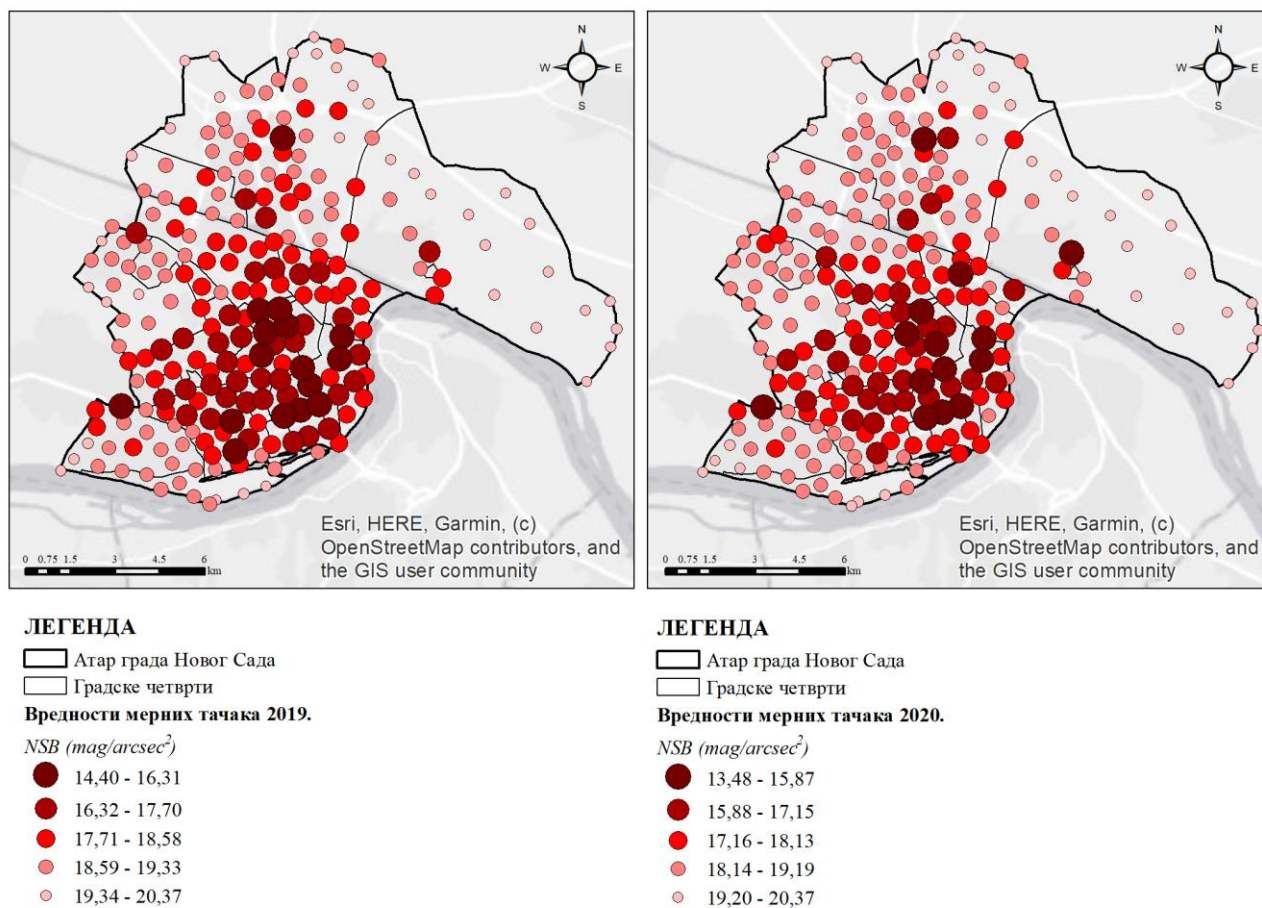 N
W E
S
Esri, HERE, Garmin, (c)
OpenStreetMap contributors, and
the GIS user community
0 0.75 1.5 3 4.5 6
km
N
W E
S
Esri, HERE, Garmin, (c)
OpenStreetMap contributors, and
the GIS user community
0 0.75 1.5 3 4.5 6
km
ЛЕГЕНДА
Атар града Новог Сада
Градске четврти
Вредности мерних тачака 2019.
NSB (mag/arcsec²)
14,40 - 16,31
16,32 - 17,70
17,71 - 18,58
18,59 - 19,33
19,34 - 20,37
ЛЕГЕНДА
Атар града Новог Сада
Градске четврти
Вредности мерних тачака 2020.
NSB (mag/arcsec²)
13,48 - 15,87
15,88 - 17,15
17,16 - 18,13
18,14 - 19,19
19,20 - 20,37